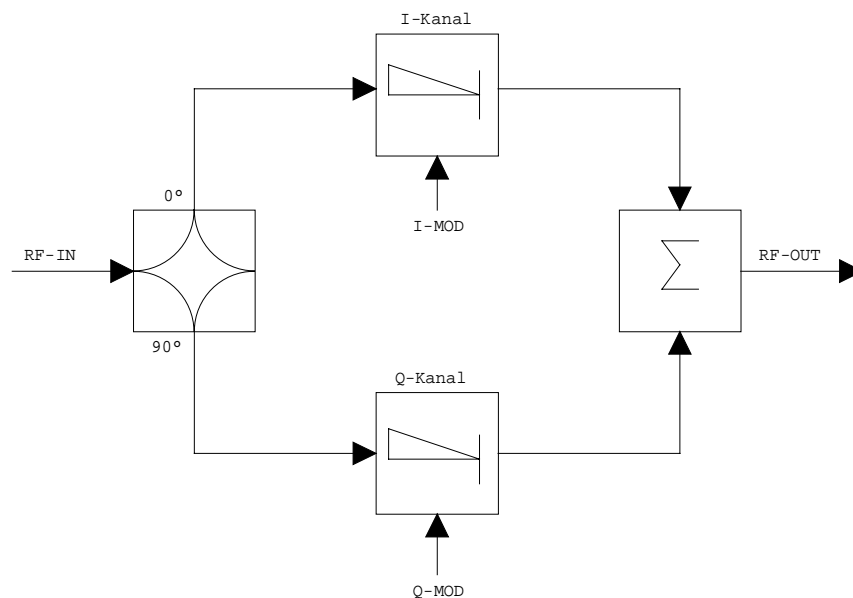 I-Kanal
0°
I-MOD
RF-IN
Σ
RF-OUT
90°
Q-Kanal
Q-MOD